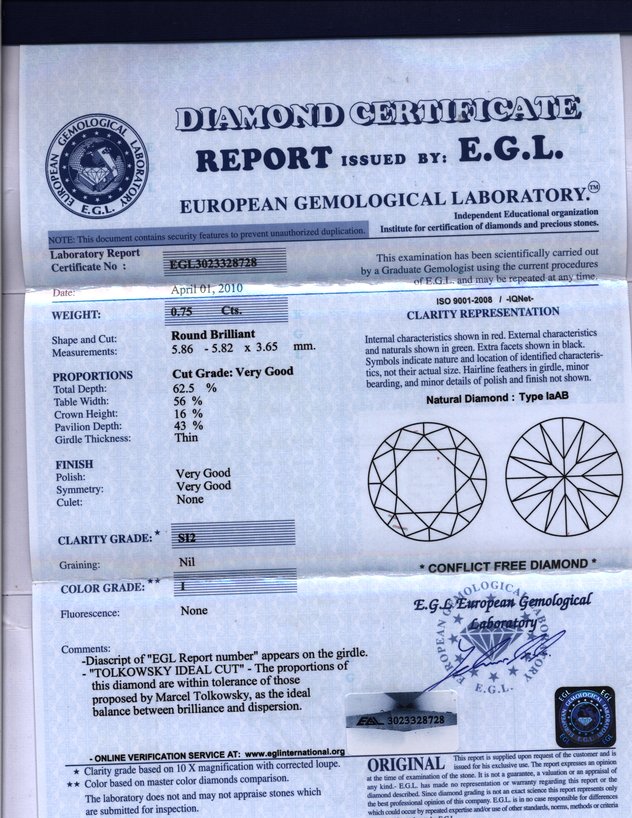 DIAMOND CERTIFICATE
REPORT ISSUED BY: E.G.L.
EUROPEAN GEMOLOGICAL LABORATORY.™
EUROPEAN GEMOLOGICAL LABORATORY
E.G.L.
Independent Educational organization
Institute for certification of diamonds and precious stones.
NOTE: This document contains security features to prevent unauthorized duplication.
Laboratory Report
Certificate No : EGL3023328728
Date: April 01, 2010
WEIGHT: 0.75 Cts.
Shape and Cut: Round Brilliant
Measurements: 5.86 - 5.82 x 3.65 mm.
PROPORTIONS Cut Grade: Very Good
Total Depth: 62.5 %
Table Width: 56 %
Crown Height: 16 %
Pavilion Depth: 43 %
Girdle Thickness: Thin
FINISH
Polish: Very Good
Symmetry: Very Good
Culet: None
CLARITY GRADE: * SI2
Graining: Nil
COLOR GRADE: ** I
Fluorescence: None
Comments:
-Diascript of "EGL Report number" appears on the girdle.
- "TOLKOWSKY IDEAL CUT" - The proportions of
this diamond are within tolerance of those
proposed by Marcel Tolkowsky, as the ideal
balance between brilliance and dispersion.
- ONLINE VERIFICATION SERVICE AT: www.eglinternational.org
★ Clarity grade based on 10 X magnification with corrected loupe.
★★ Color based on master color diamonds comparison.
The laboratory does not and may not appraise stones which
are submitted for inspection.
This examination has been scientifically carried out
by a Graduate Gemologist using the current procedures
of E.G.L. and may be repeated at any time.
ISO 9001-2008 / -IQNet-
CLARITY REPRESENTATION
Internal characteristics shown in red. External characteristics
and naturals shown in green. Extra facets shown in black.
Symbols indicate nature and location of identified characteris-
tics, not their actual size. Hairline feathers in girdle, minor
bearding, and minor details of polish and finish not shown.
Natural Diamond : Type IaAB
* CONFLICT FREE DIAMOND *
E.G.L European Gemological
Laboratory
E.G.L.
3023328728
EGL EGL
ORIGINAL
This report is supplied upon request of the customer and is
issued for his exclusive use. The report expresses an opinion
at the time of examination. It is not a guarantee, a valuation or an appraisal of
any kind.- E.G.L. has made no representation or warranty regarding this report or the
diamond described. Since diamond grading is not an exact science this report represents only
the best professional opinion of this company. E.G.L. is in no case responsible for differences
which could occur by repeated expertise and/or use of other standards, norms, methods or criteria